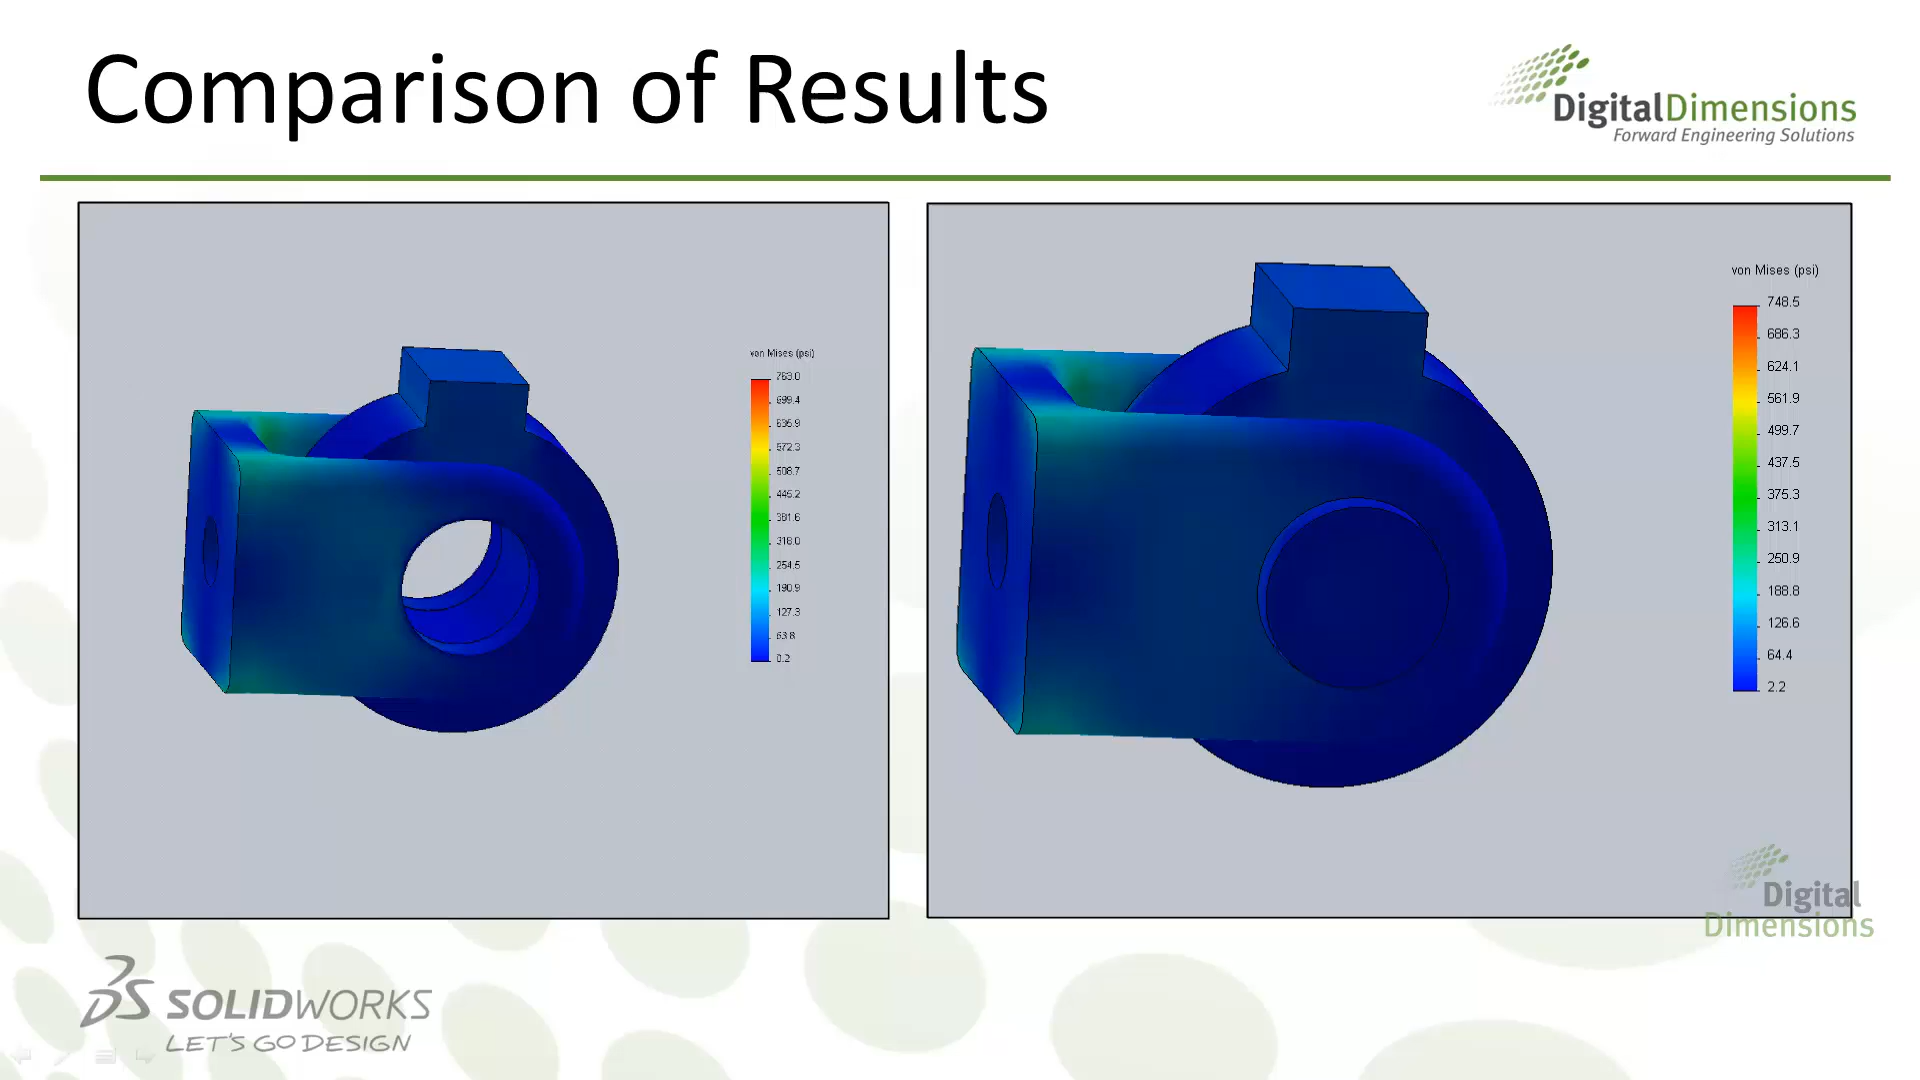 Comparison of Results
DigitalDimensions
Forward Engineering Solutions
von Mises (psi)
763.0
699.4
635.9
572.3
508.7
445.2
381.6
318.0
254.5
190.9
127.3
63.8
0.2
von Mises (psi)
748.5
686.3
624.1
561.9
499.7
437.5
375.3
313.1
250.9
188.8
126.6
64.4
2.2
Digital
Dimensions
SOLIDWORKS
LET'S GO DESIGN